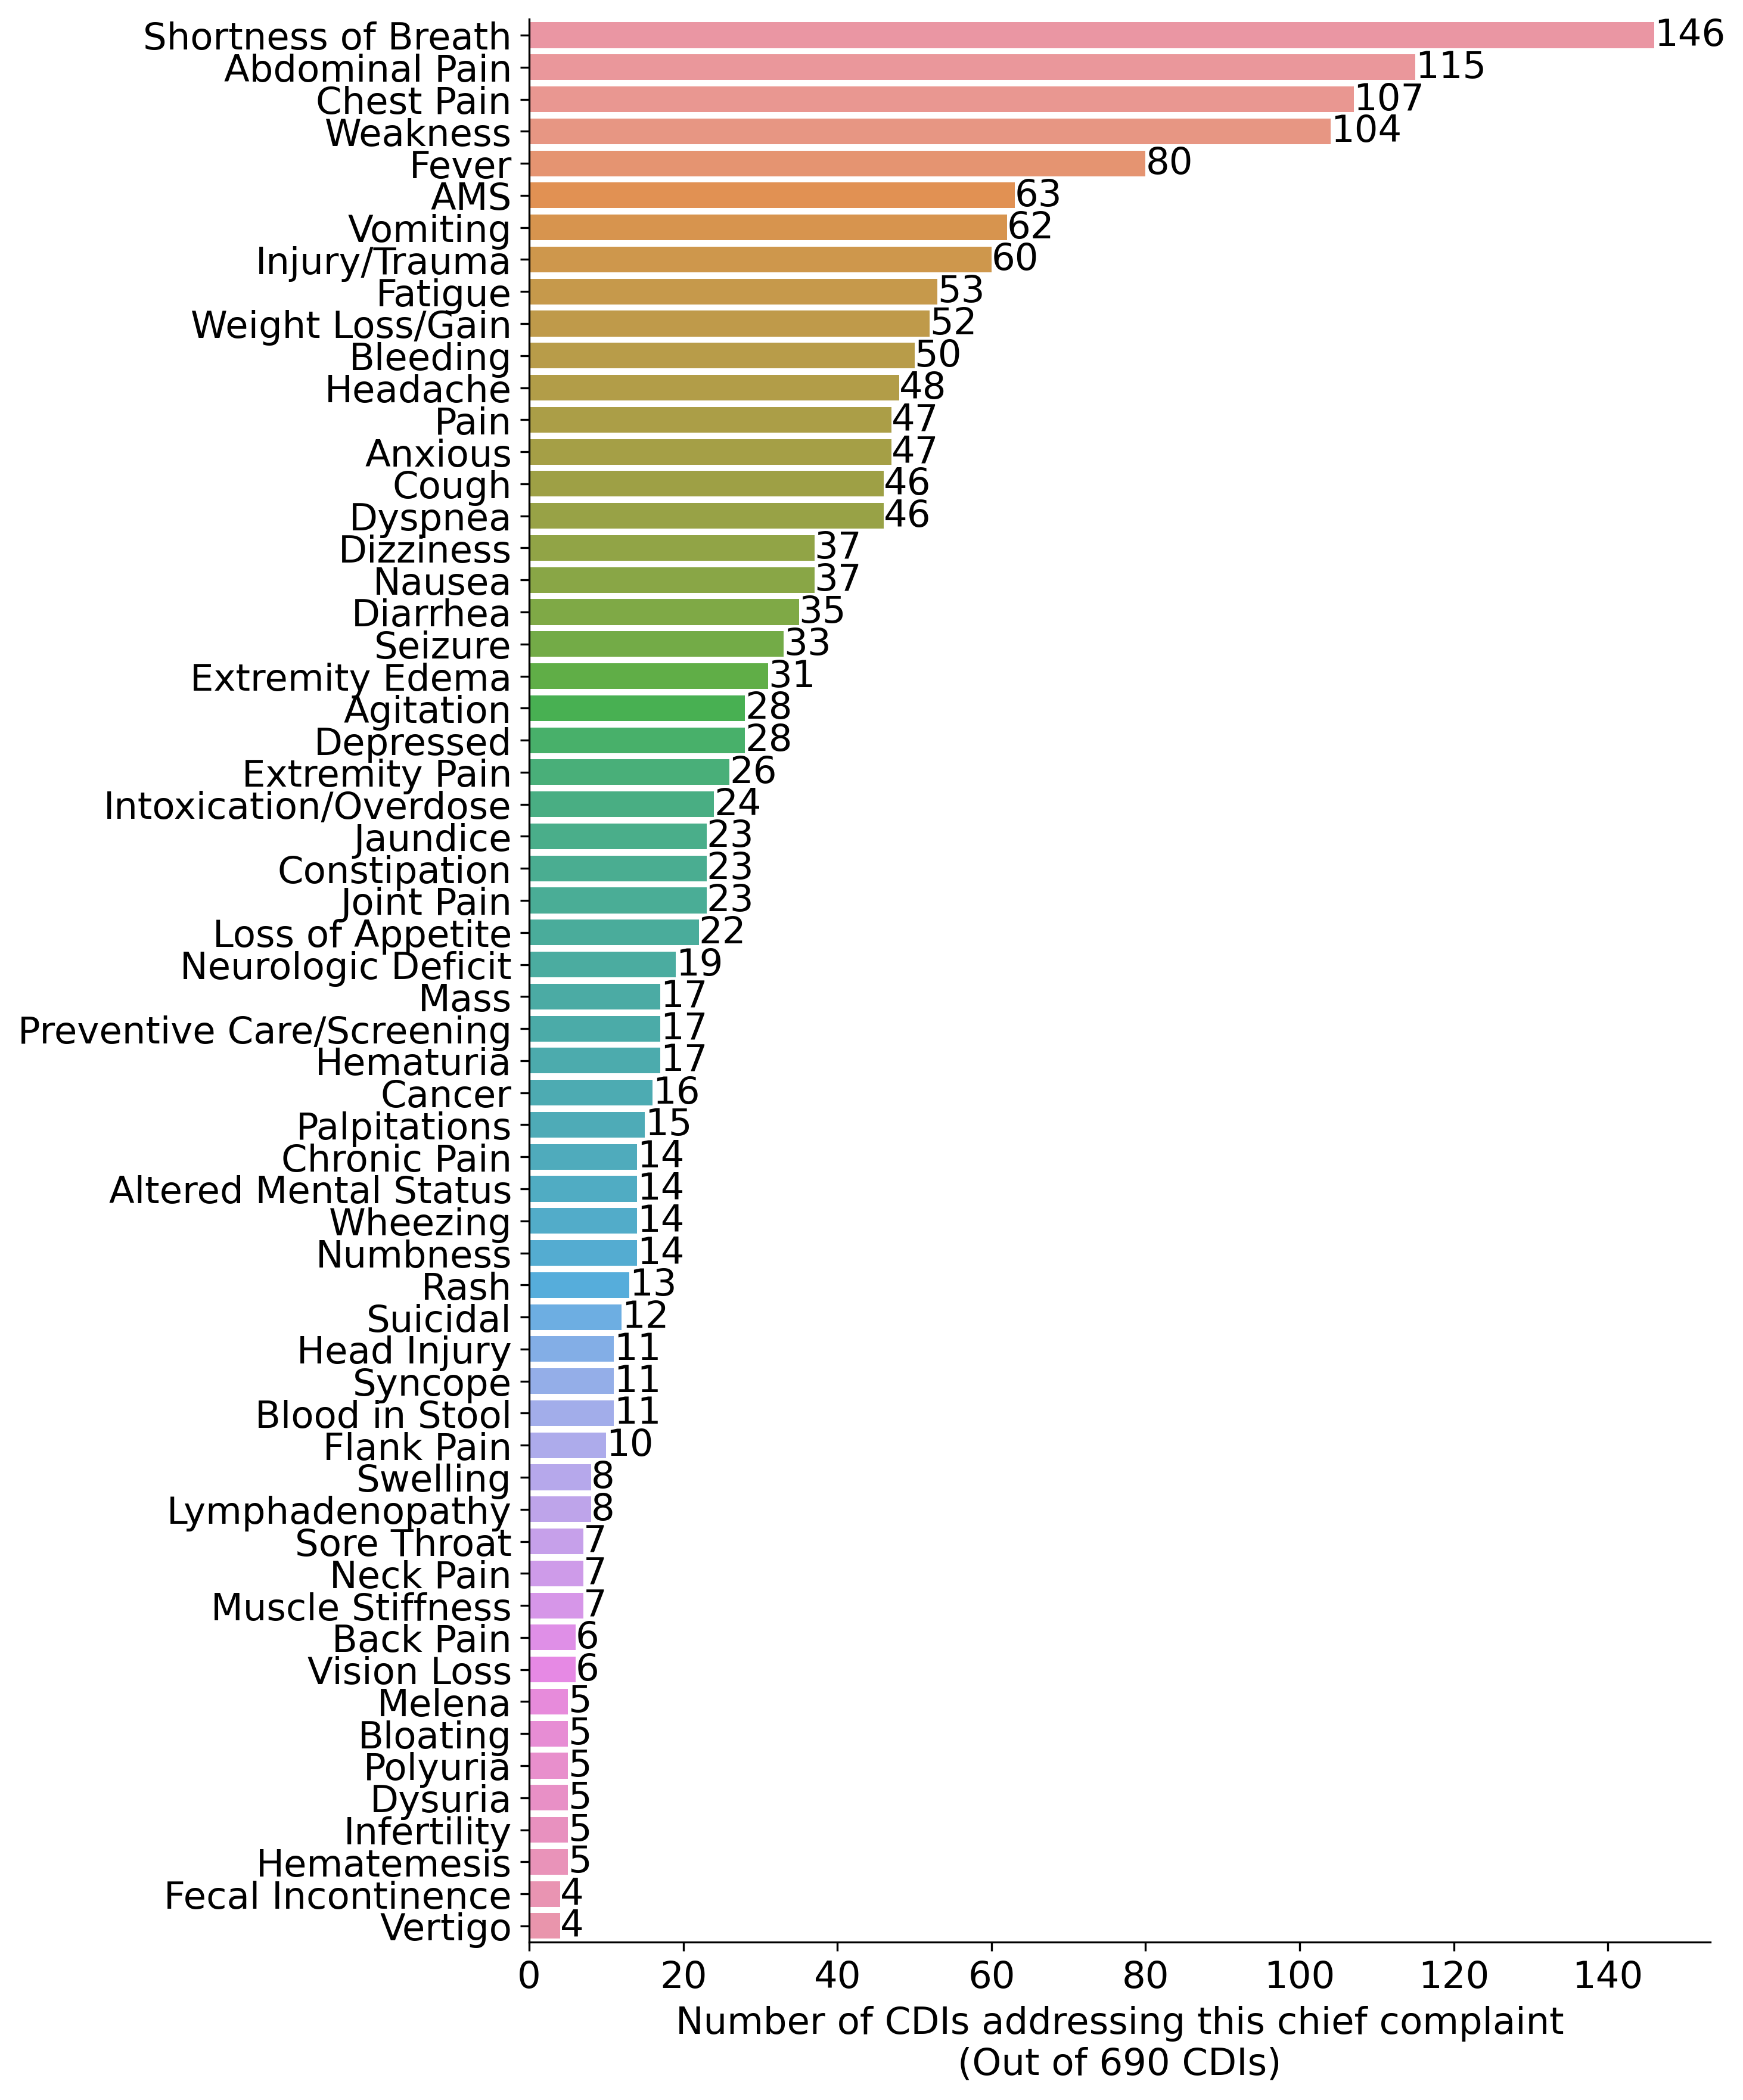 Shortness of Breath 146
Abdominal Pain 115
Chest Pain 107
Weakness 104
Fever 80
AMS 63
Vomiting 62
Injury/Trauma 60
Fatigue 53
Weight Loss/Gain 52
Bleeding 50
Headache 48
Pain 47
Anxious 47
Cough 46
Dyspnea 46
Dizziness 37
Nausea 37
Diarrhea 35
Seizure 33
Extremity Edema 31
Agitation 28
Depressed 28
Extremity Pain 26
Intoxication/Overdose 24
Jaundice 23
Constipation 23
Joint Pain 23
Loss of Appetite 22
Neurologic Deficit 19
Mass 17
Preventive Care/Screening 17
Hematuria 17
Cancer 16
Palpitations 15
Chronic Pain 14
Altered Mental Status 14
Wheezing 14
Numbness 14
Rash 13
Suicidal 12
Head Injury 11
Syncope 11
Blood in Stool 11
Flank Pain 10
Swelling 8
Lymphadenopathy 8
Sore Throat 7
Neck Pain 7
Muscle Stiffness 7
Back Pain 6
Vision Loss 6
Melena 5
Bloating 5
Polyuria 5
Dysuria 5
Infertility 5
Hematemesis 5
Fecal Incontinence 4
Vertigo 4
0 20 40 60 80 100 120 140
Number of CDIs addressing this chief complaint
(Out of 690 CDIs)